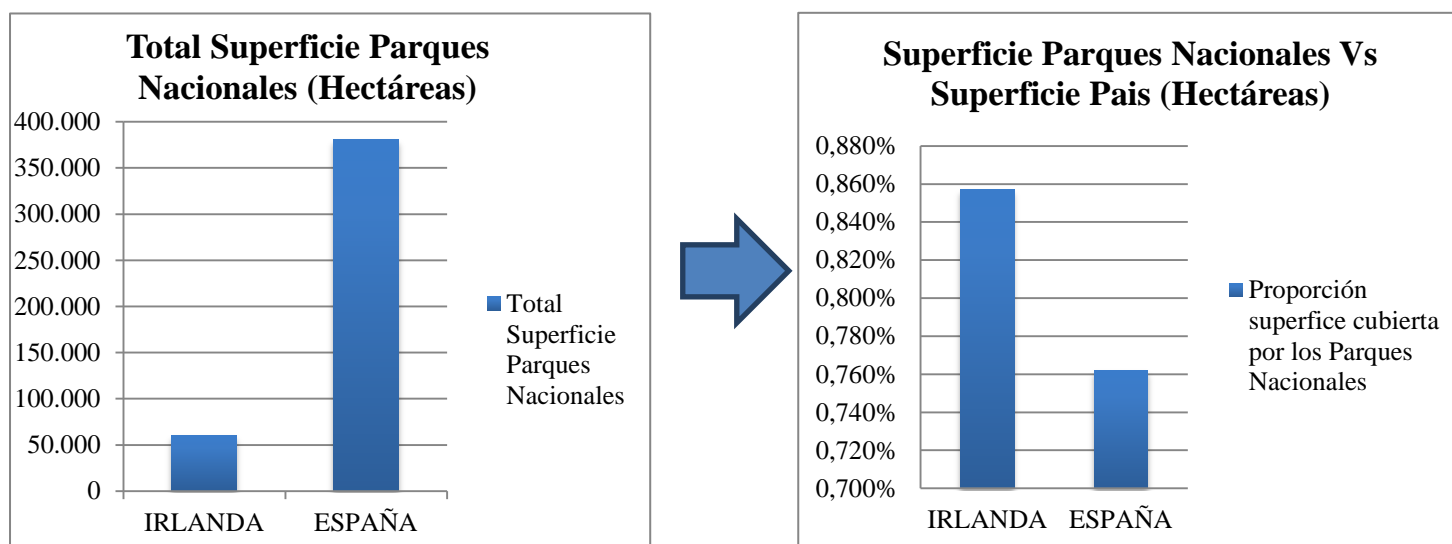 Total Superficie Parques
Nacionales (Hectáreas)
400.000
350.000
300.000
250.000
200.000
150.000
100.000
50.000
0
IRLANDA
ESPAÑA
Total
Superficie
Parques
Nacionales
Superficie Parques Nacionales Vs
Superficie Pais (Hectáreas)
0,880%
0,860%
0,840%
0,820%
0,800%
0,780%
0,760%
0,740%
0,720%
0,700%
IRLANDA
ESPAÑA
Proporción
superfice cubierta
por los Parques
Nacionales